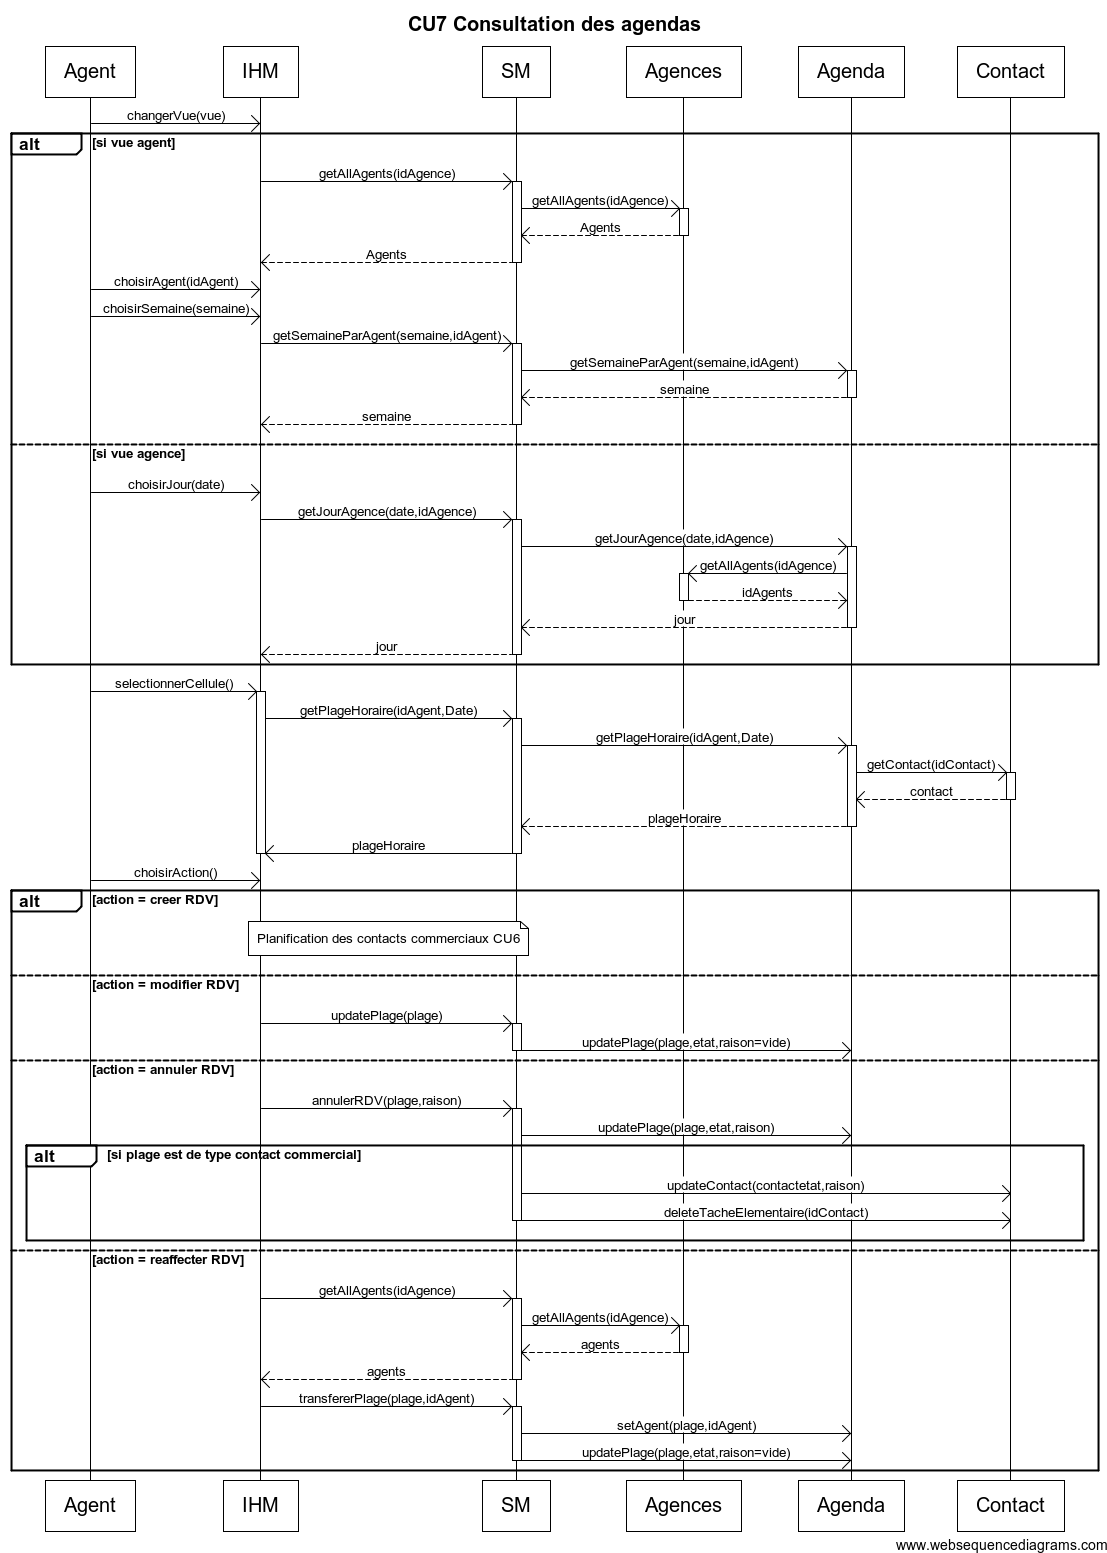 CU7 Consultation des agendas
Agent IHM SM Agences Agenda Contact
changerVue(vue)
alt [si vue agent]
getAllAgents(idAgence)
getAllAgents(idAgence)
Agents
Agents
choisirAgent(idAgent)
choisirSemaine(semaine)
getSemaineParAgent(semaine,idAgent)
getSemaineParAgent(semaine,idAgent)
semaine
semaine
[si vue agence]
choisirJour(date)
getJourAgence(date,idAgence)
getJourAgence(date,idAgence)
getAllAgents(idAgence)
idAgents
jour
jour
selectionnerCellule()
getPlageHoraire(idAgent,Date)
getPlageHoraire(idAgent,Date)
getContact(idContact)
contact
plageHoraire
plageHoraire
choisirAction()
alt [action = creer RDV]
Planification des contacts commerciaux CU6
[action = modifier RDV]
updatePlage(plage)
updatePlage(plage,etat,raison=vide)
[action = annuler RDV]
annulerRDV(plage,raison)
updatePlage(plage,etat,raison)
alt [si plage est de type contact commercial]
updateContact(contactetat,raison)
deleteTacheElementaire(idContact)
[action = reaffecter RDV]
getAllAgents(idAgence)
getAllAgents(idAgence)
agents
agents
transfererPlage(plage,idAgent)
setAgent(plage,idAgent)
updatePlage(plage,etat,raison=vide)
Agent IHM SM Agences Agenda Contact
www.websequencediagrams.com